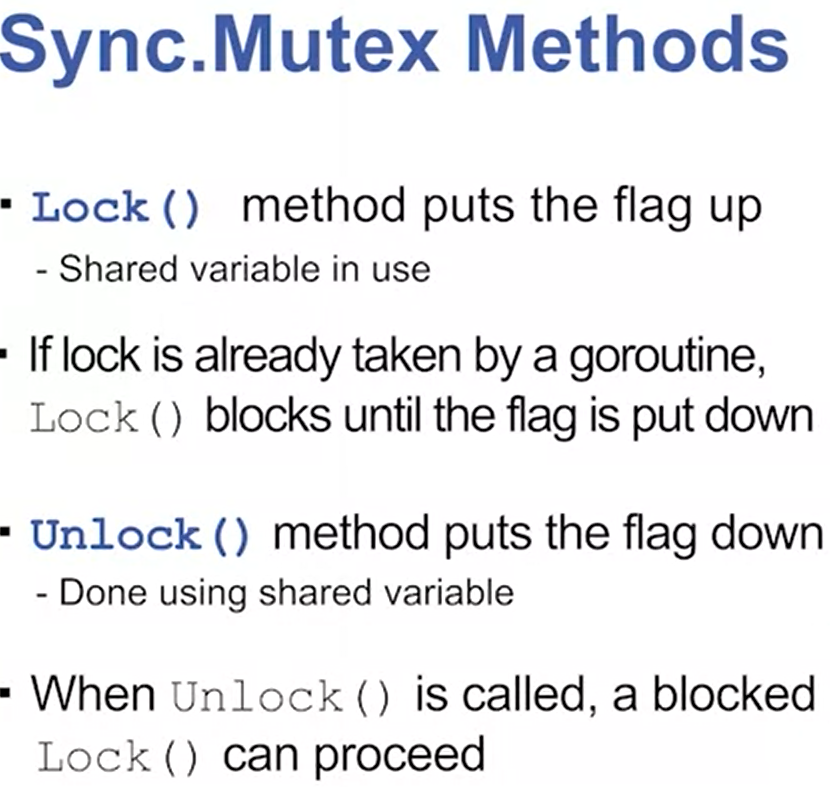 Sync.Mutex Methods
▪ Lock() method puts the flag up
- Shared variable in use
▪ If lock is already taken by a goroutine,
Lock() blocks until the flag is put down
▪ Unlock() method puts the flag down
- Done using shared variable
▪ When Unlock() is called, a blocked
Lock() can proceed